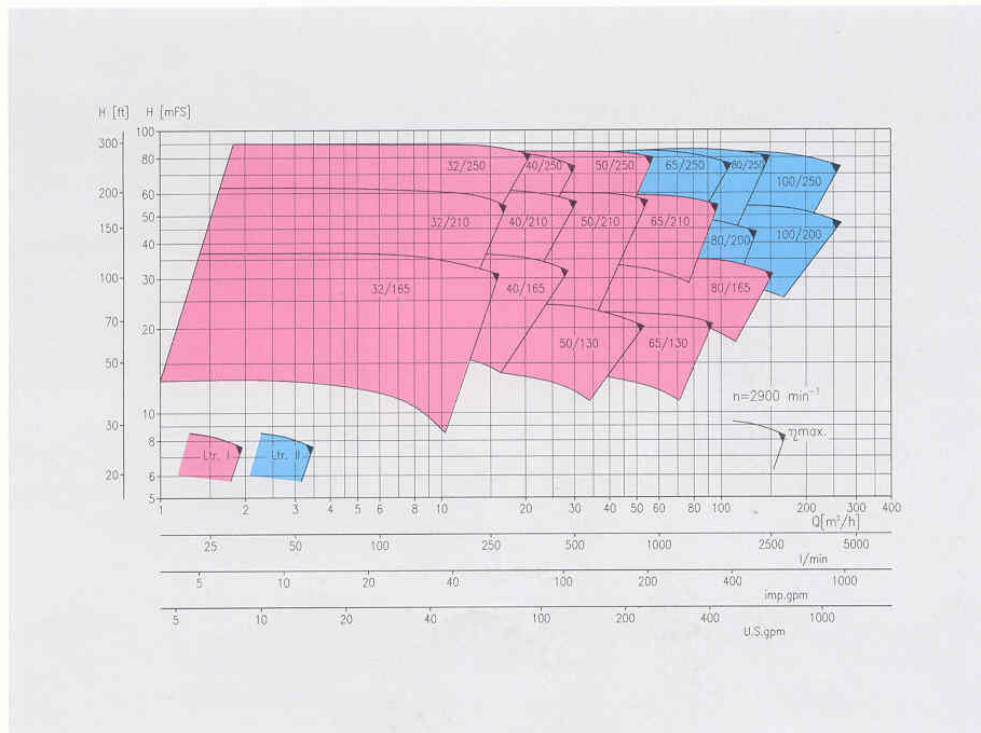 H [ft] H [mFS]
300 100
80
32/250 40/250 50/250 65/250 80/250 100/250
200 60
150 50
32/210 40/210 50/210 65/210 80/200 100/200
40
100 30
32/165 40/165 80/165
70 20
50 50/130 65/130
n=2900 min⁻¹
30 10
ηmax.
8
Ltr. I Ltr. II
20 6
5
1 2 3 4 5 6 8 10 20 30 40 50 60 80 100 200 300 400
Q[m³/h]
25 50 100 250 500 1000 2500 5000
l/min
5 10 20 40 100 200 400 1000
imp.gpm
5 10 20 40 100 200 400 1000
U.S.gpm